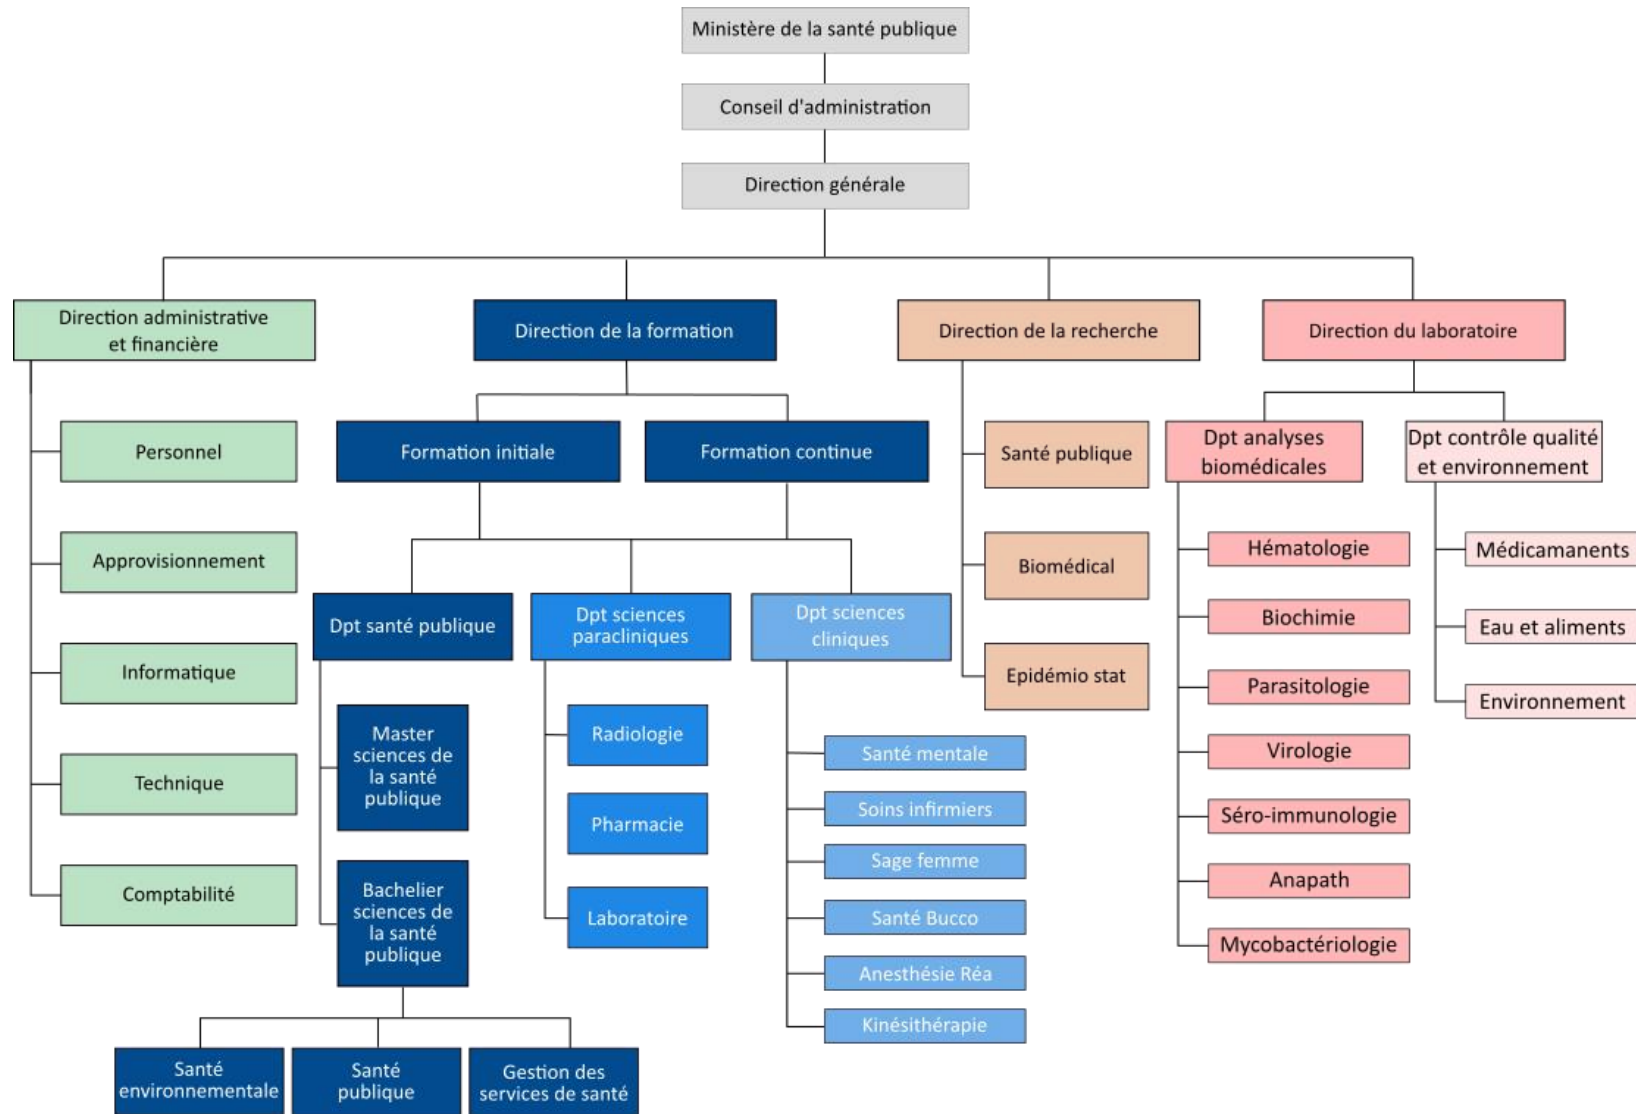 Ministère de la santé publique
Conseil d'administration
Direction générale
Direction administrative
et financière
Direction de la formation
Direction de la recherche
Direction du laboratoire
Personnel
Approvisionnement
Informatique
Technique
Comptabilité
Formation initiale
Formation continue
Dpt santé publique
Master
sciences de
la santé
publique
Bachelier
sciences de
la santé
publique
Santé
environnementale
Santé
publique
Gestion des
services de santé
Dpt sciences
paracliniques
Radiologie
Pharmacie
Laboratoire
Dpt sciences
cliniques
Santé mentale
Soins infirmiers
Sage femme
Santé Bucco
Anesthésie Réa
Kinésithérapie
Santé publique
Biomédical
Epidémio stat
Dpt analyses
biomédicales
Hématologie
Biochimie
Parasitologie
Virologie
Séro-immunologie
Anapath
Mycobactériologie
Dpt contrôle qualité
et environnement
Médicamanents
Eau et aliments
Environnement